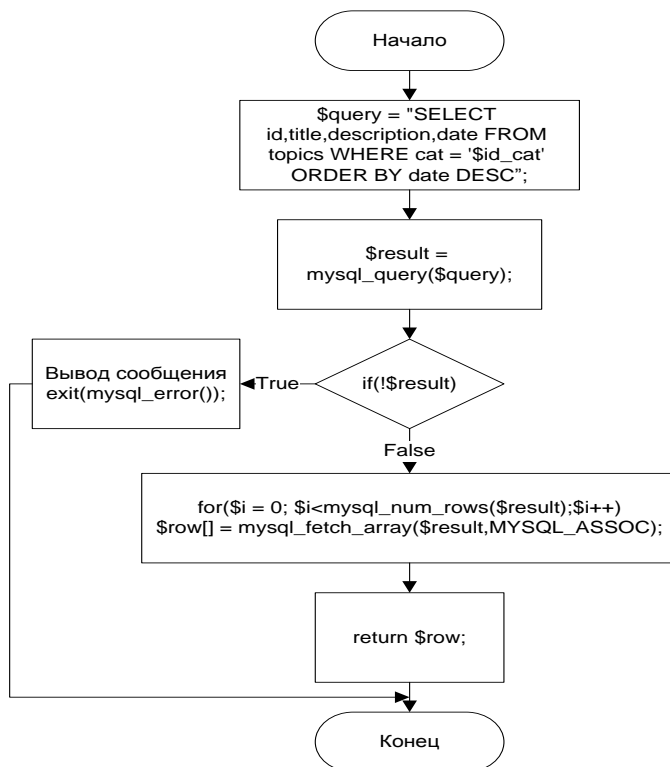 Начало
$query = "SELECT
id,title,description,date FROM
topics WHERE cat = '$id_cat'
ORDER BY date DESC”;
$result =
mysql_query($query);
Вывод сообщения
exit(mysql_error());
True
if(!$result)
False
for($i = 0; $i<mysql_num_rows($result);$i++)
$row[] = mysql_fetch_array($result,MYSQL_ASSOC);
return $row;
Конец